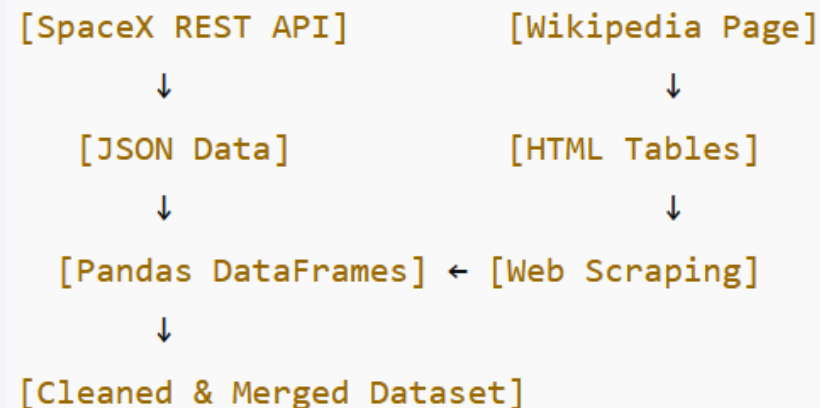 [SpaceX REST API]        [Wikipedia Page]
↓                         ↓
[JSON Data]           [HTML Tables]
↓                         ↓
[Pandas DataFrames] ← [Web Scraping]
↓
[Cleaned & Merged Dataset]